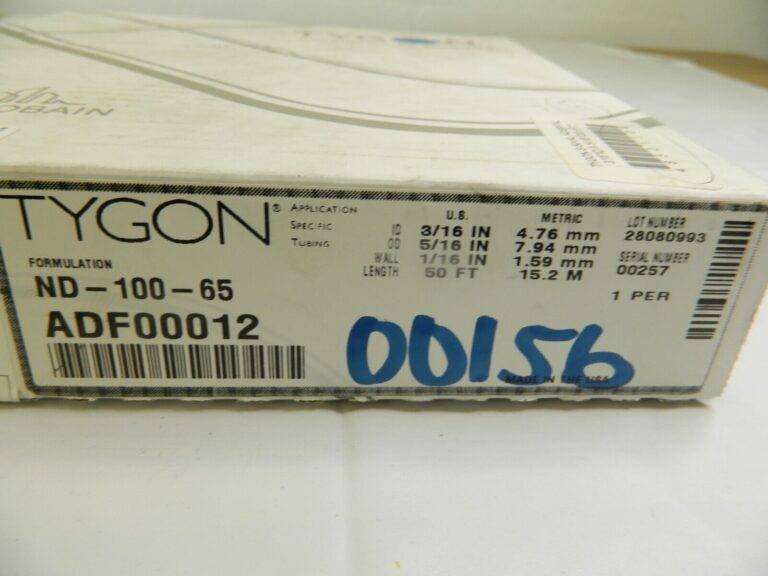 OBAIN
TYGON® APPLICATION SPECIFIC TUBING
U.S. METRIC
ID 3/16 IN 4.76 mm
OD 5/16 IN 7.94 mm
WALL 1/16 IN 1.59 mm
LENGTH 50 FT 15.2 M
LOT NUMBER
28080993
SERIAL NUMBER
00257
1 PER
FORMULATION
ND-100-65
ADF00012
00156
MADE IN THE USA